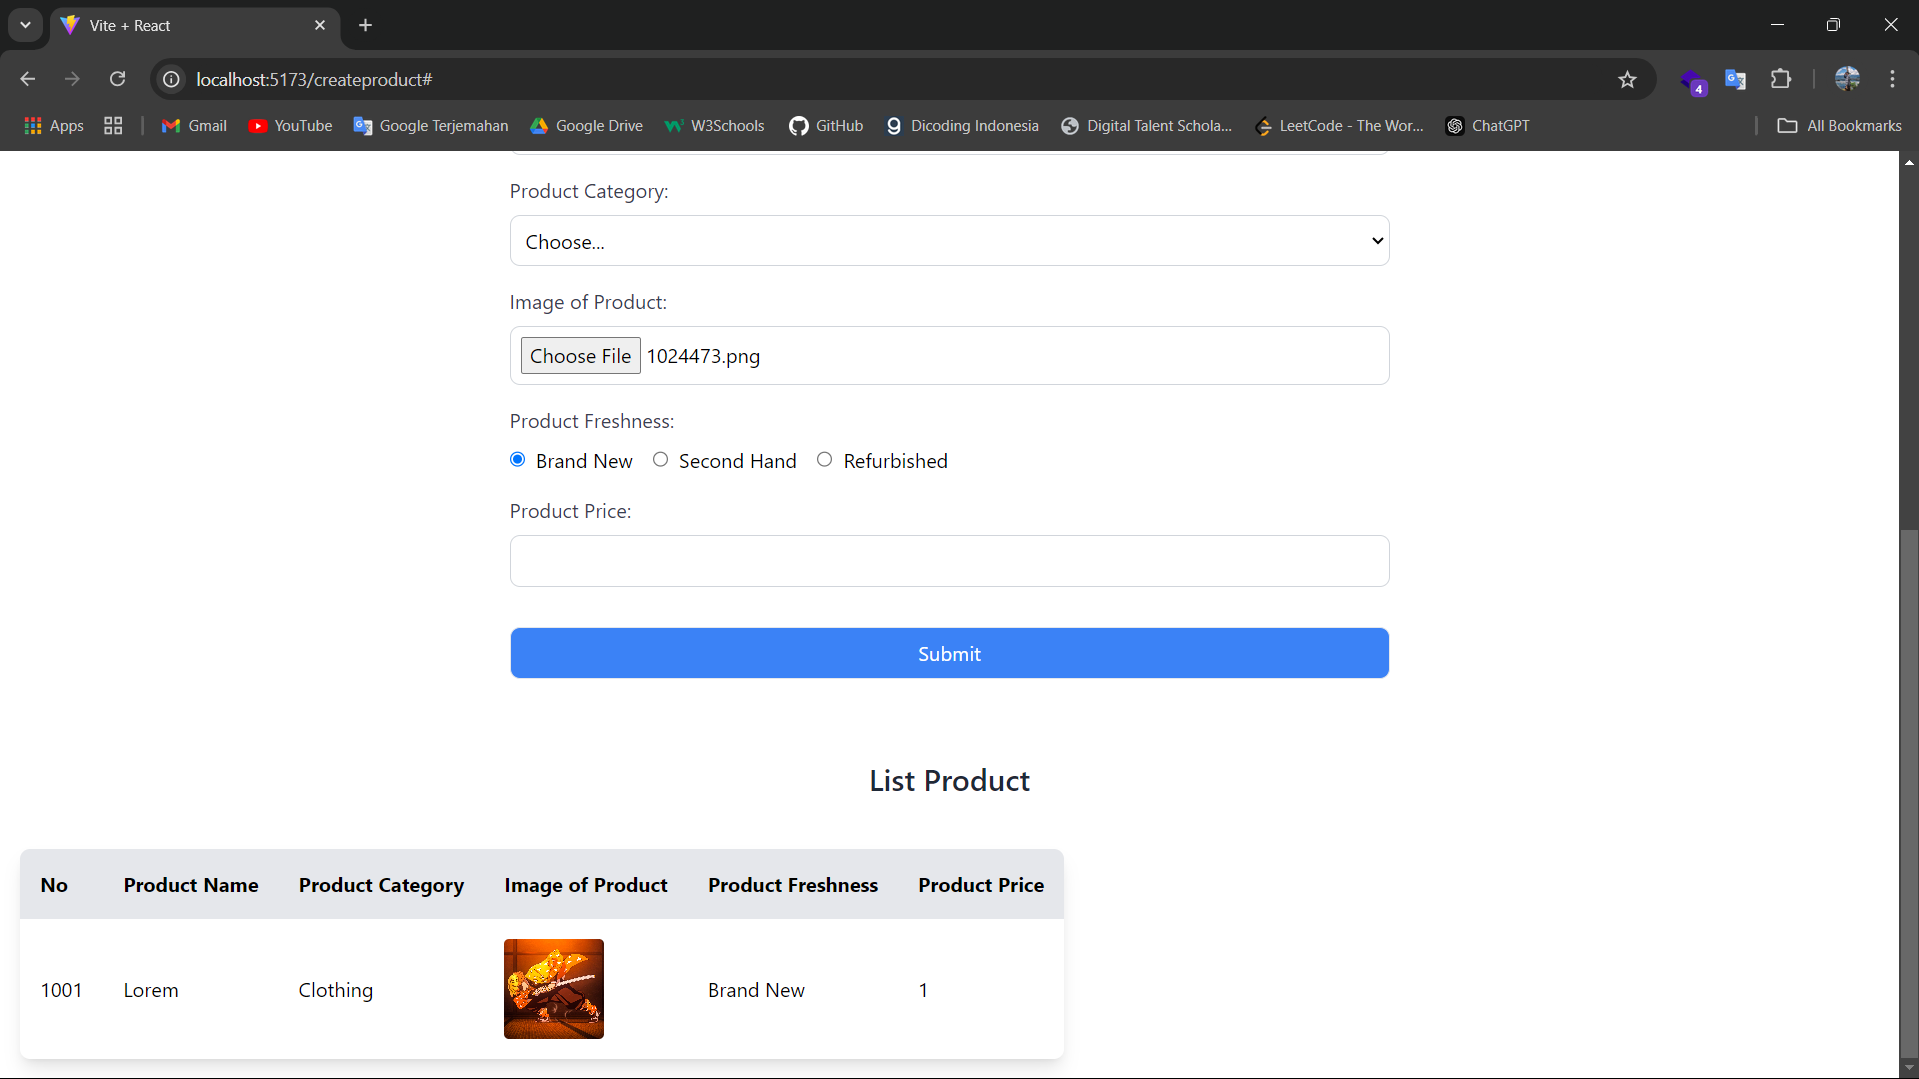 Vite + React
localhost:5173/createproduct#
4
Apps Gmail YouTube Google Terjemahan Google Drive W3Schools GitHub Dicoding Indonesia Digital Talent Schola... LeetCode - The Wor... ChatGPT All Bookmarks
Product Category:
Choose...
Image of Product:
Choose File 1024473.png
Product Freshness:
Brand New Second Hand Refurbished
Product Price:
Submit
List Product
No Product Name Product Category Image of Product Product Freshness Product Price
1001 Lorem Clothing Brand New 1